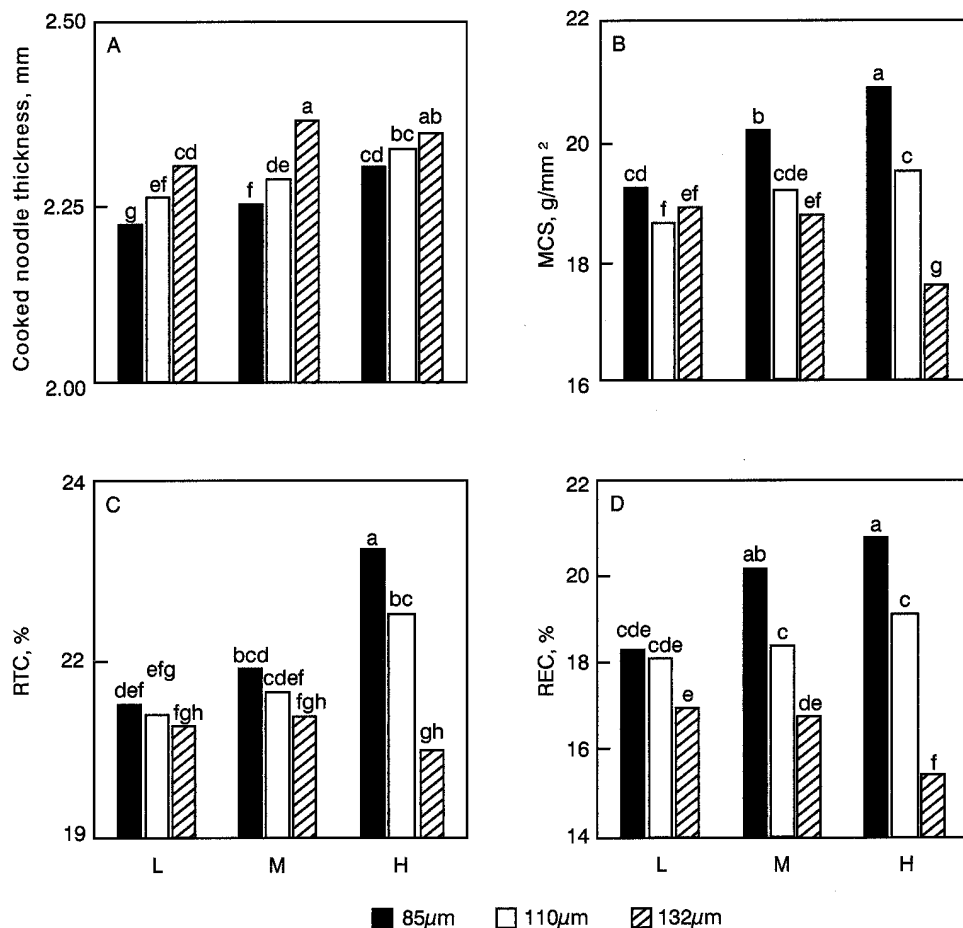 2.50
A
a
ab
cd
bc
cd
de
ef
f
g
2.25
2.00
Cooked noodle thickness, mm
22
B
a
b
20
c
cd
cde
ef
ef
f
18
g
16
MCS, g/mm²
24
C
a
bc
22
bcd
efg
cdef
def
fgh
fgh
gh
19
RTC, %
L
M
H
22
D
a
ab
20
c
cde
cde
c
18
e
de
16
f
14
REC, %
L
M
H
85μm
110μm
132μm